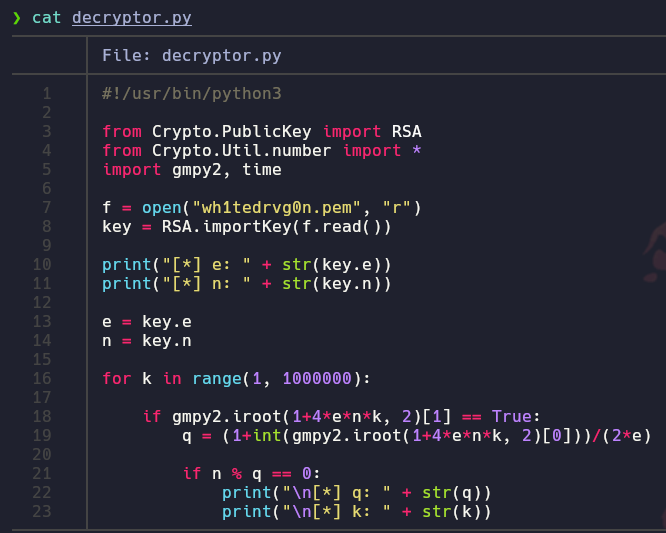 ❯ cat decryptor.py
File: decryptor.py
1 #!/usr/bin/python3
2
3 from Crypto.PublicKey import RSA
4 from Crypto.Util.number import *
5 import gmpy2, time
6
7 f = open("wh1tedrvg0n.pem", "r")
8 key = RSA.importKey(f.read())
9
10 print("[*] e: " + str(key.e))
11 print("[*] n: " + str(key.n))
12
13 e = key.e
14 n = key.n
15
16 for k in range(1, 1000000):
17
18     if gmpy2.iroot(1+4*e*n*k, 2)[1] == True:
19         q = (1+int(gmpy2.iroot(1+4*e*n*k, 2)[0]))/(2*e)
20
21         if n % q == 0:
22             print("\n[*] q: " + str(q))
23             print("\n[*] k: " + str(k))